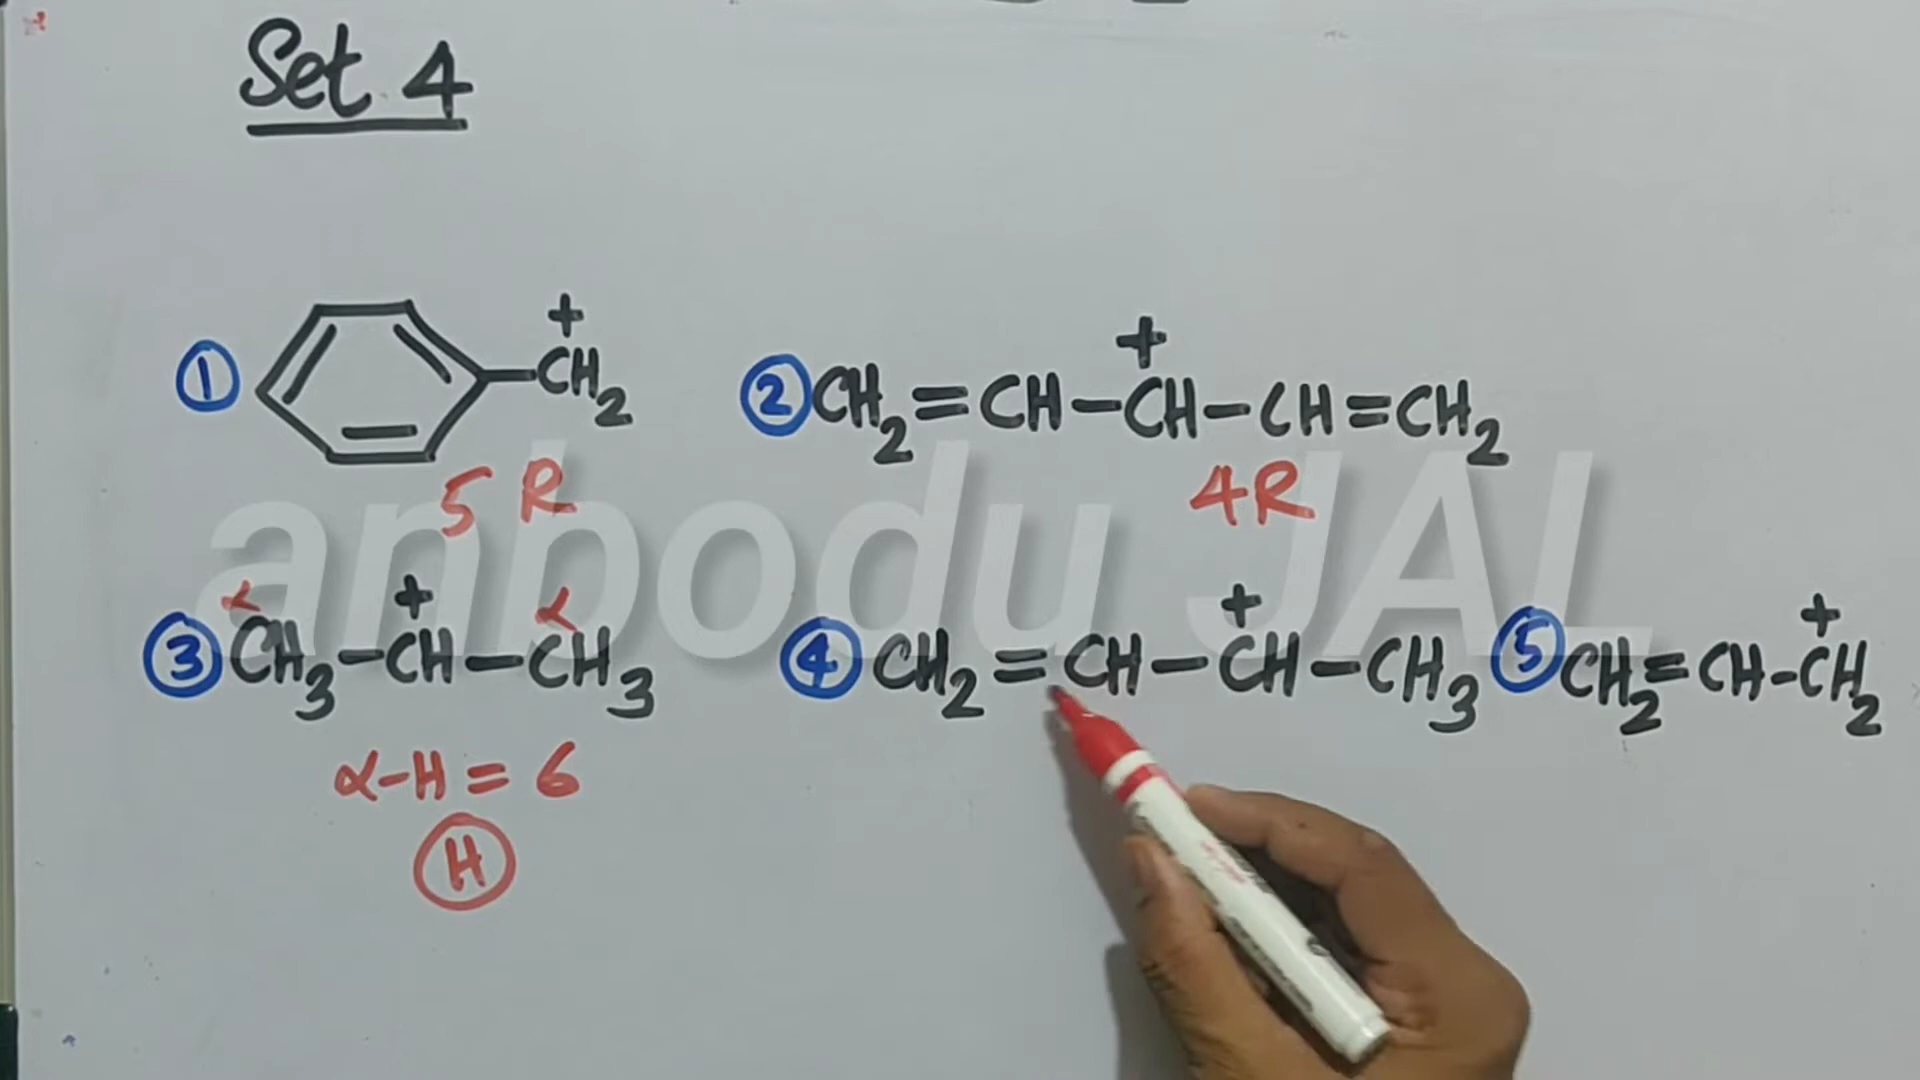 Set 4
① +CH₂
② CH₂=CH-CH-CH=CH₂ +
5 R
4R
anbodu JAL
α + α
③ CH₃-CH-CH₃ ④ CH₂=CH-CH-CH₃ + ⑤ CH₂=CH-CH₂ +
α-H = 6
H